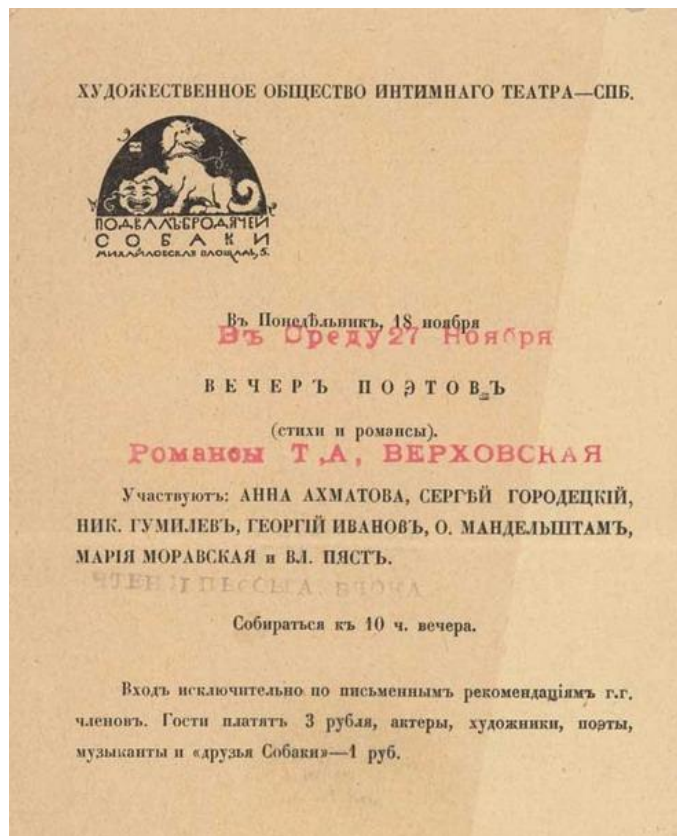 ХУДОЖЕСТВЕННОЕ ОБЩЕСТВО ИНТИМНАГО ТЕАТРА—СПБ.
ПОДВАЛЪ БРОДЯЧЕЙ
СОБАКИ
МИХАЙЛОВСКАЯ ПЛОЩАДЬ, 5.
Въ Понедѣльникъ, 18 ноября
Въ Среду 27 Ноября
ВЕЧЕРЪ ПОЭТОВЪ
(стихи и романсы).
Романсы Т,А, ВЕРХОВСКАЯ
Участвуютъ: АННА АХМАТОВА, СЕРГѢЙ ГОРОДЕЦКІЙ,
НИК. ГУМИЛЕВЪ, ГЕОРГІЙ ИВАНОВЪ, О. МАНДЕЛЬШТАМЪ,
МАРІЯ МОРАВСКАЯ и ВЛ. ПЯСТЪ.
А. БЛОКА
Собираться къ 10 ч. вечера.
Входъ исключительно по письменнымъ рекомендаціямъ г.г.
членовъ. Гости платятъ 3 рубля, актеры, художники, поэты,
музыканты и «друзья Собаки»—1 руб.